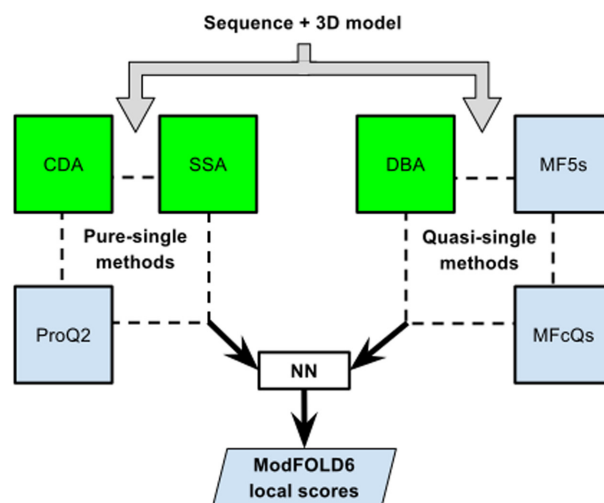 Sequence + 3D model
CDA
SSA
DBA
MF5s
Pure-single
methods
Quasi-single
methods
ProQ2
MFcQs
NN
ModFOLD6
local scores